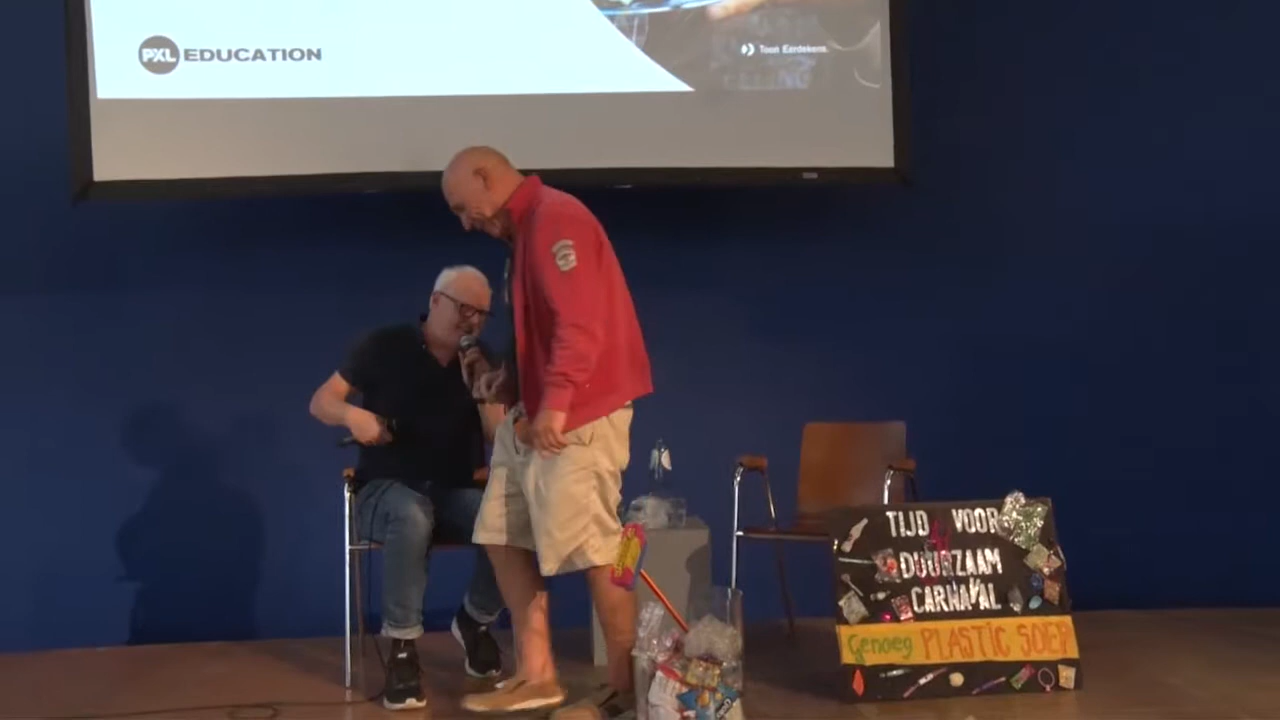 PXL EDUCATION
Toon Eerdekens
TIJD VOOR
DUURZAAM
CARNAVAL
Genoeg PLASTIC SOEP